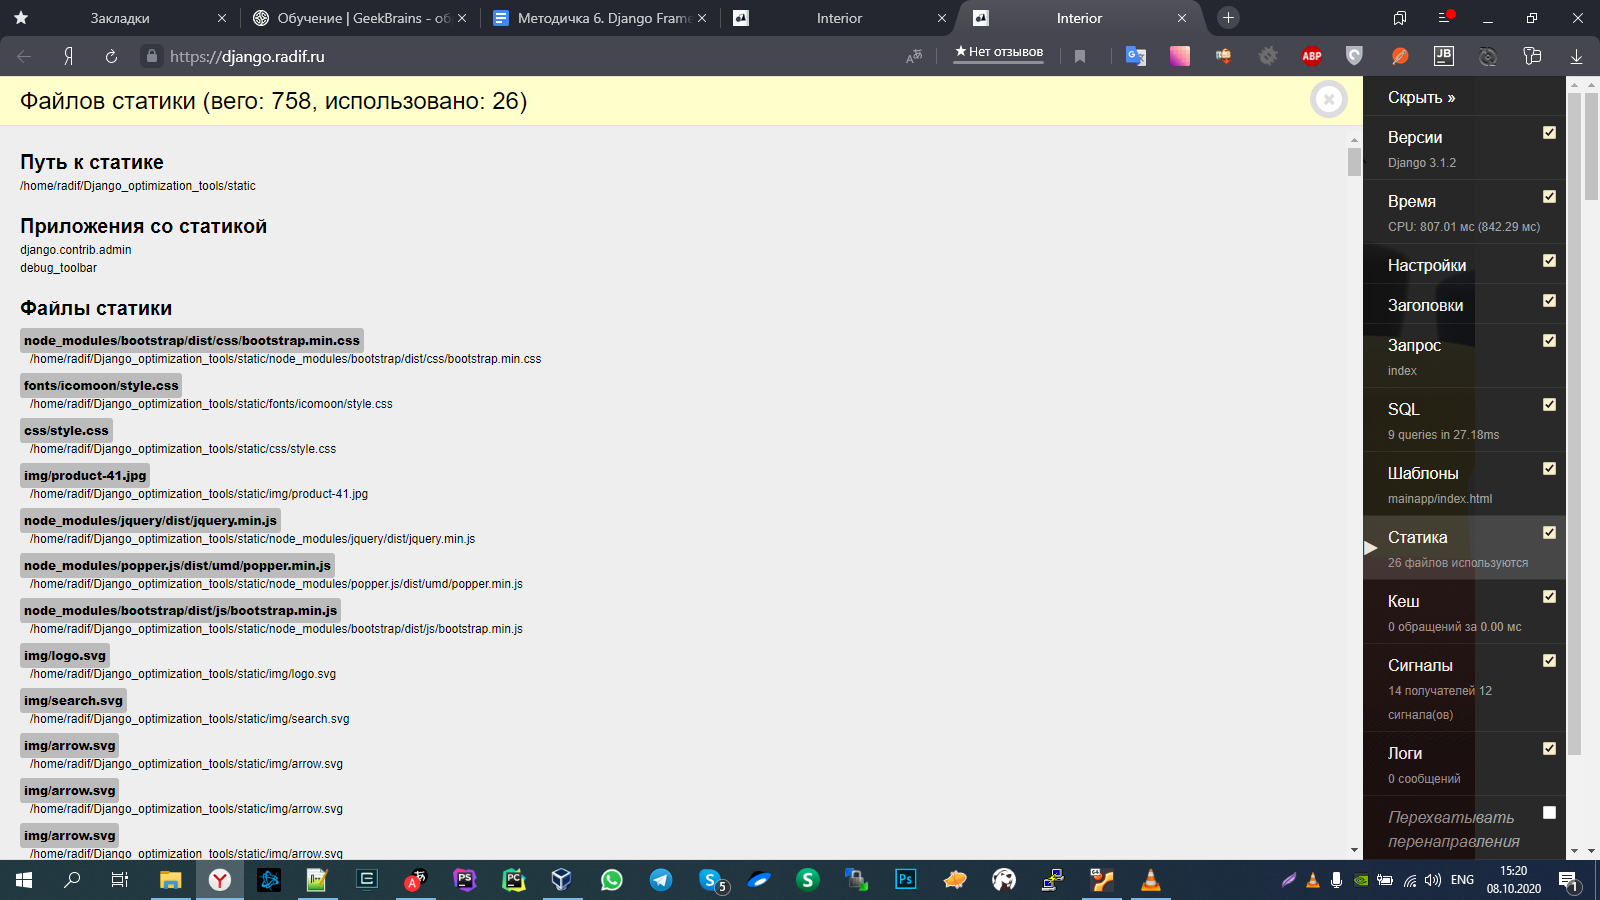 Закладки
Обучение | GeekBrains - об
Методичка 6. Django Frame
Interior
Interior
https://django.radif.ru
★Нет отзывов
ABP
JB
Файлов статики (вего: 758, использовано: 26)
Путь к статике
/home/radif/Django_optimization_tools/static
Приложения со статикой
django.contrib.admin
debug_toolbar
Файлы статики
node_modules/bootstrap/dist/css/bootstrap.min.css
/home/radif/Django_optimization_tools/static/node_modules/bootstrap/dist/css/bootstrap.min.css
fonts/icomoon/style.css
/home/radif/Django_optimization_tools/static/fonts/icomoon/style.css
css/style.css
/home/radif/Django_optimization_tools/static/css/style.css
img/product-41.jpg
/home/radif/Django_optimization_tools/static/img/product-41.jpg
node_modules/jquery/dist/jquery.min.js
/home/radif/Django_optimization_tools/static/node_modules/jquery/dist/jquery.min.js
node_modules/popper.js/dist/umd/popper.min.js
/home/radif/Django_optimization_tools/static/node_modules/popper.js/dist/umd/popper.min.js
node_modules/bootstrap/dist/js/bootstrap.min.js
/home/radif/Django_optimization_tools/static/node_modules/bootstrap/dist/js/bootstrap.min.js
img/logo.svg
/home/radif/Django_optimization_tools/static/img/logo.svg
img/search.svg
/home/radif/Django_optimization_tools/static/img/search.svg
img/arrow.svg
/home/radif/Django_optimization_tools/static/img/arrow.svg
img/arrow.svg
/home/radif/Django_optimization_tools/static/img/arrow.svg
img/arrow.svg
/home/radif/Django_optimization_tools/static/img/arrow.svg
Скрыть »
Версии
Django 3.1.2
Время
CPU: 807.01 мс (842.29 мс)
Настройки
Заголовки
Запрос
index
SQL
9 queries in 27.18ms
Шаблоны
mainapp/index.html
Статика
26 файлов используются
Кеш
0 обращений за 0.00 мс
Сигналы
14 получателей 12
сигнала(ов)
Логи
0 сообщений
Перехватывать
перенаправления
ENG
15:20
08.10.2020